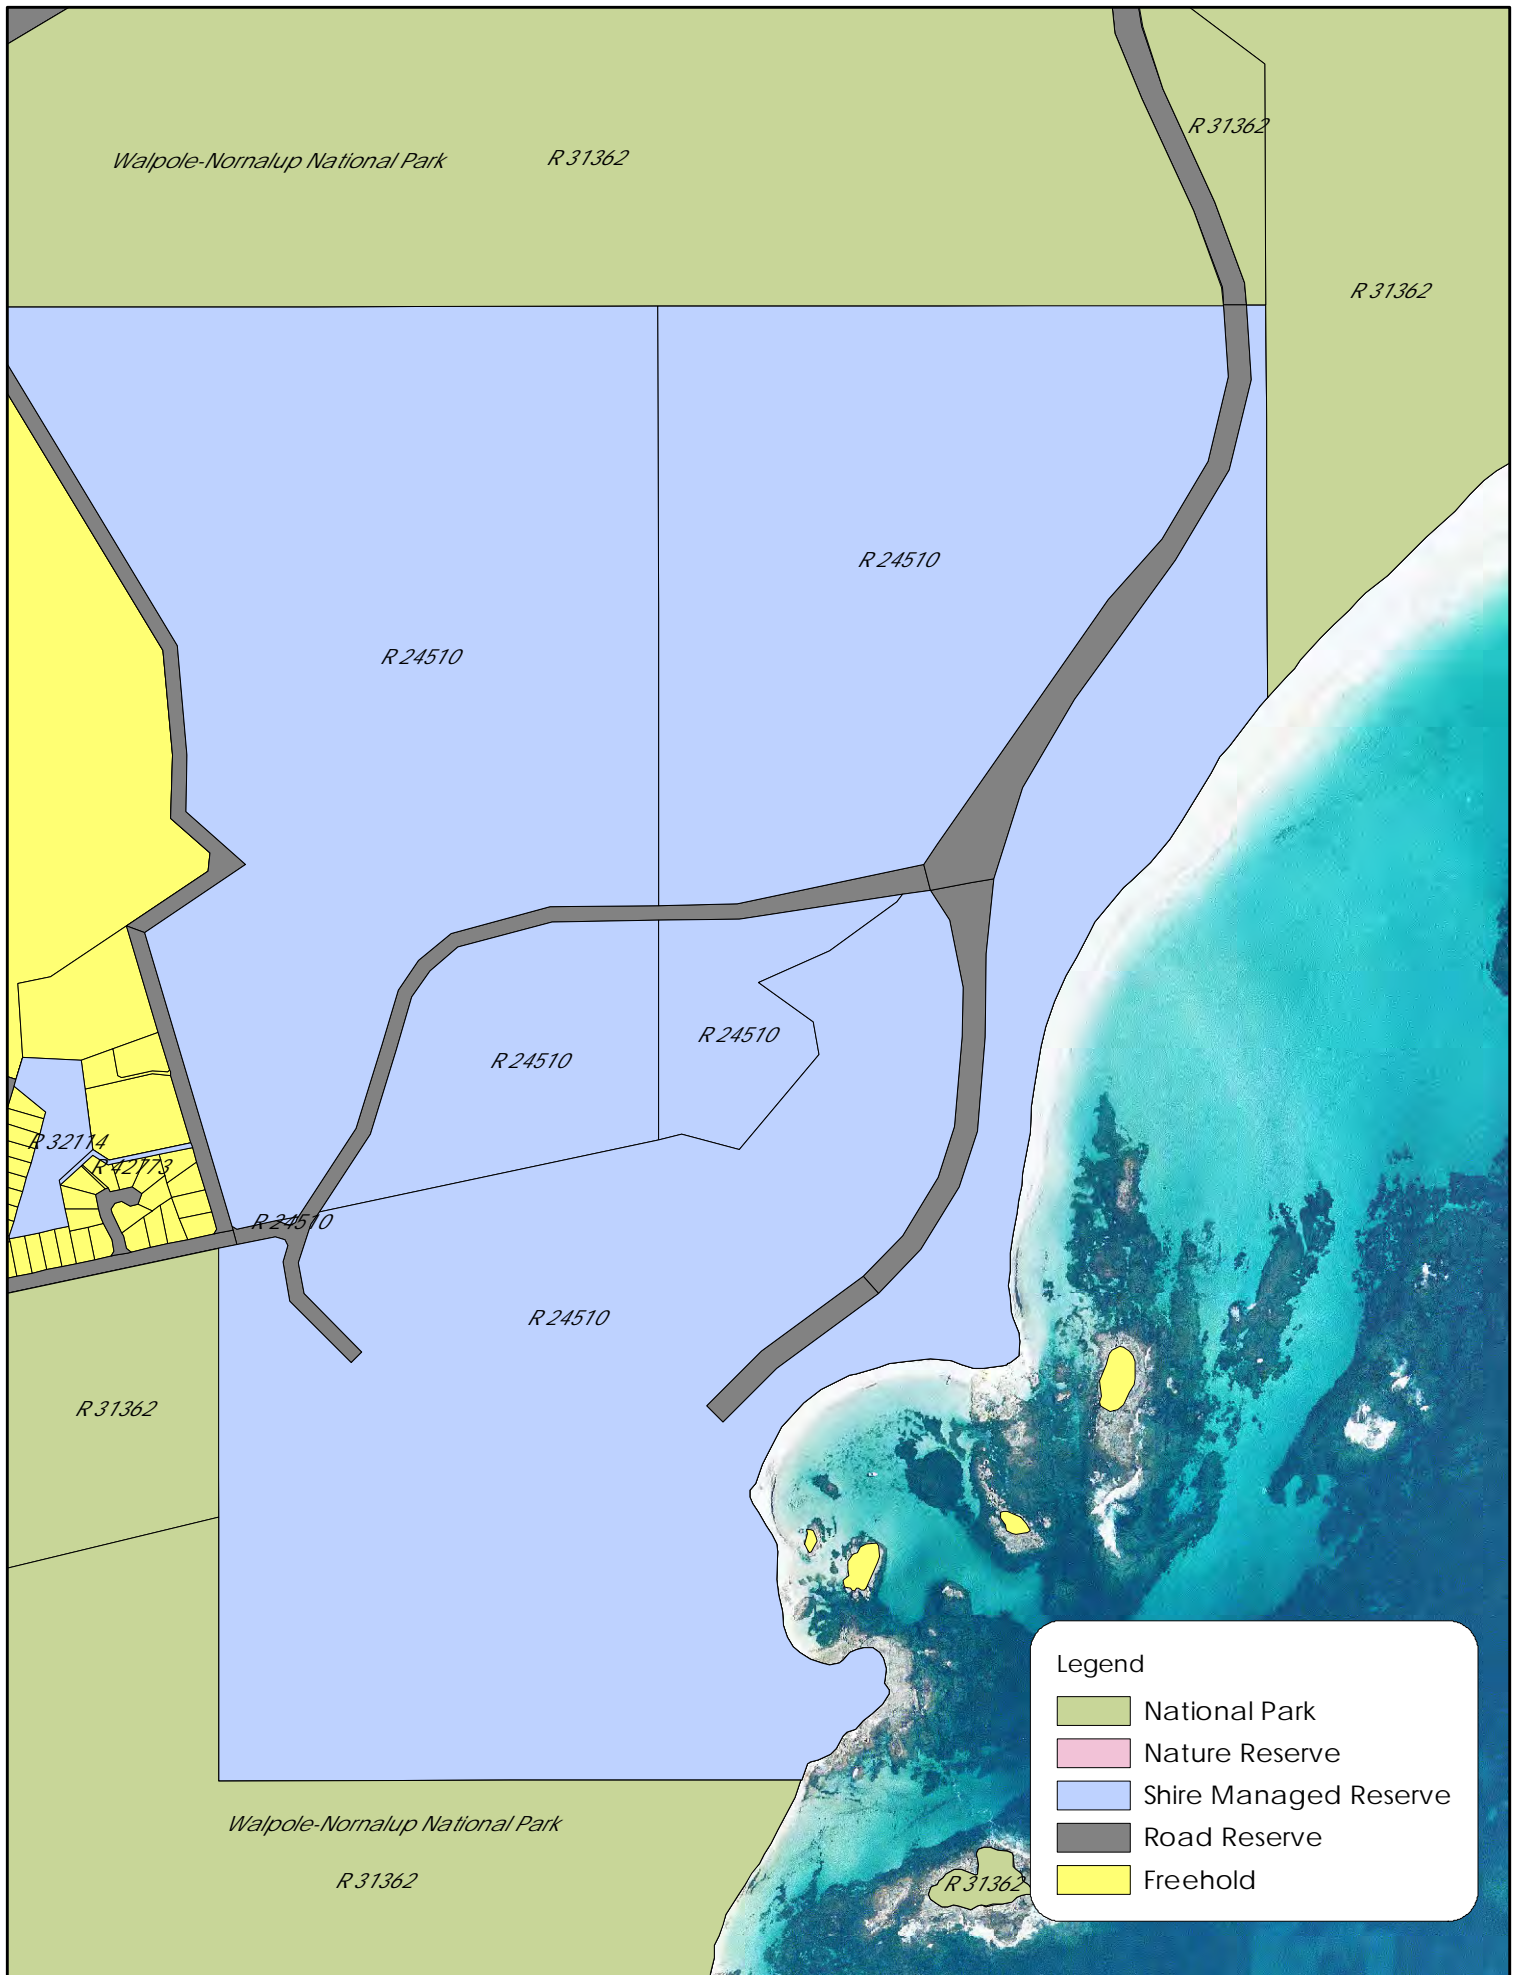 R 31362
Walpole-Nornalup National Park
R 31362
R 31362
R 24510
R 24510
R 24510
R 24510
R 32114
R 42773
R 24510
R 24510
R 31362
Legend
National Park
Nature Reserve
Shire Managed Reserve
Road Reserve
Freehold
Walpole-Nornalup National Park
R 31362
R 31362